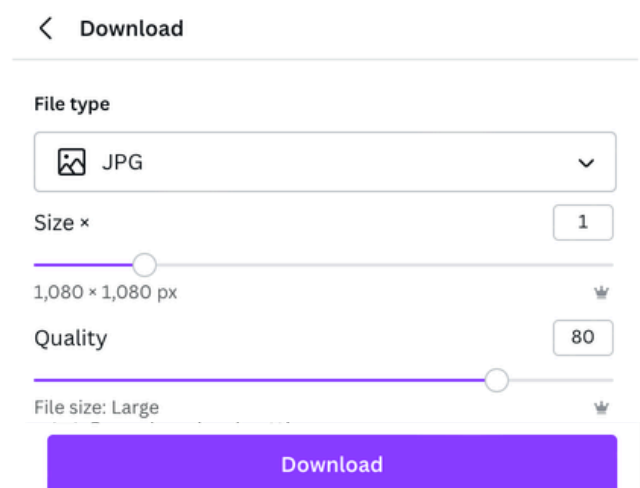 Download
File type
JPG
Size × 1
1,080 × 1,080 px
Quality 80
File size: Large
Download